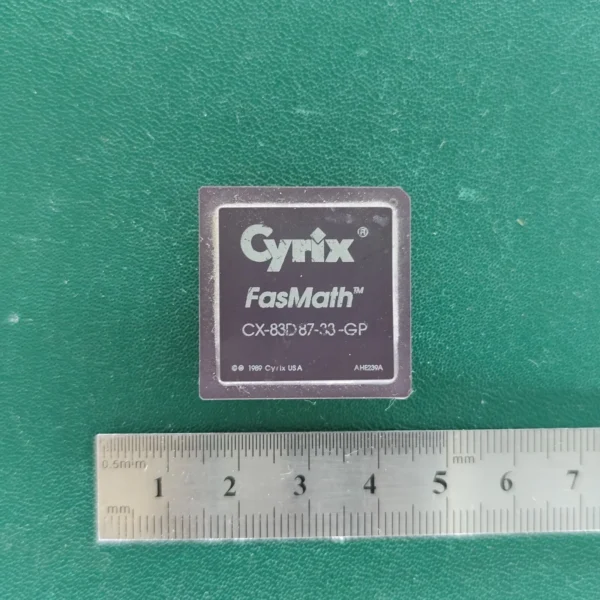 Cyrix®
FasMath™
CX-83D87-33-GP
©® 1989 Cyrix USA AHE239A
0.5mm mm
1 2 3 4 5 6 7
mm